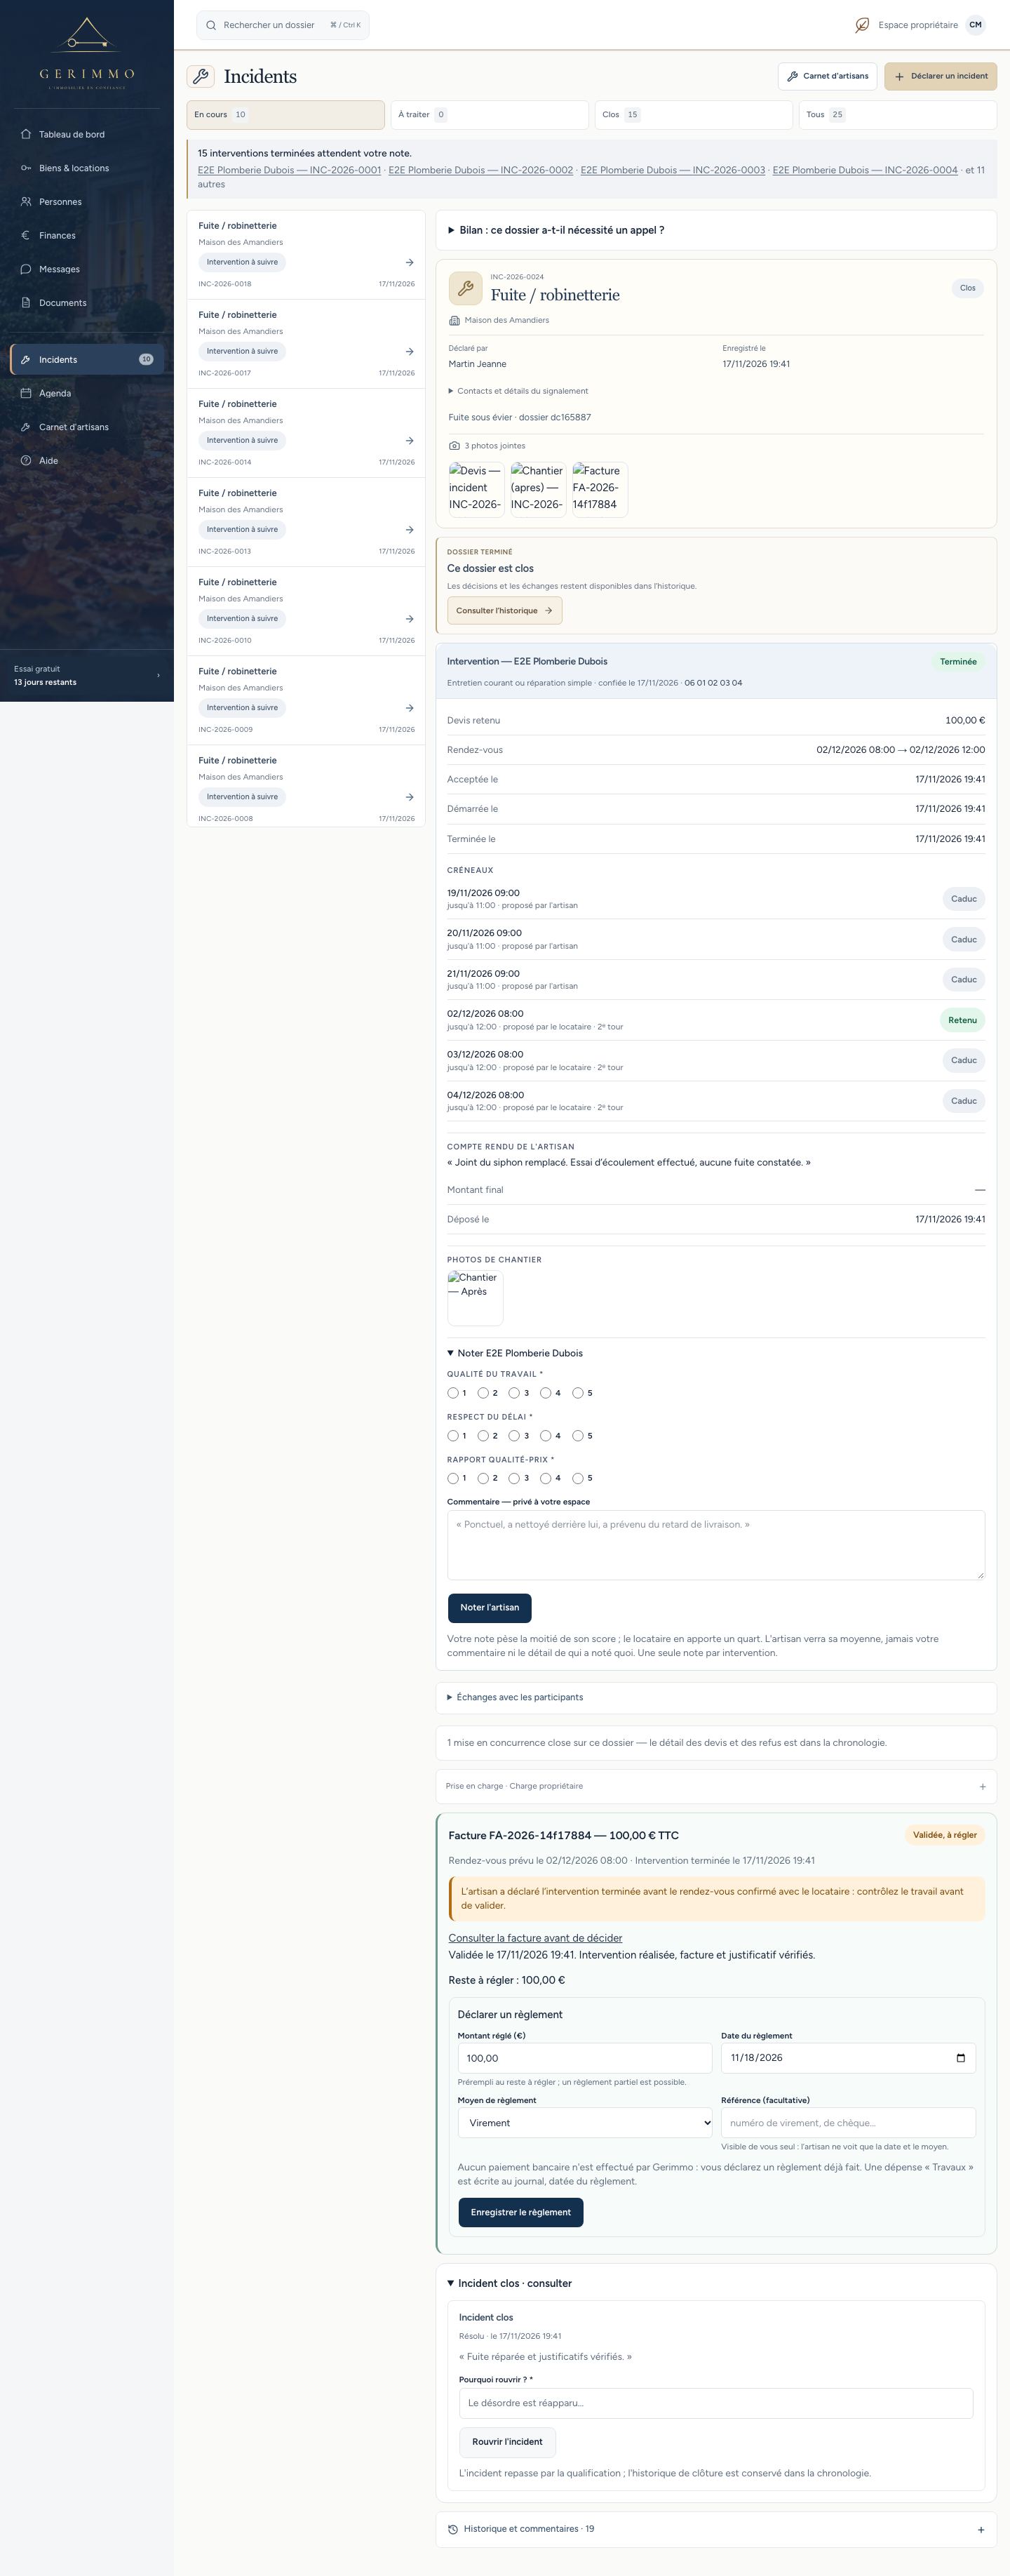 GERIMMO
L'IMMOBILIER EN CONFIANCE
Tableau de bord
Biens & locations
Personnes
Finances
Messages
Documents
Incidents 10
Agenda
Carnet d'artisans
Aide
Essai gratuit
13 jours restants
Rechercher un dossier ⌘ / Ctrl K
Espace propriétaire CM
Incidents
Carnet d'artisans
Déclarer un incident
En cours 10
À traiter 0
Clos 15
Tous 25
15 interventions terminées attendent votre note.
E2E Plomberie Dubois — INC-2026-0001 · E2E Plomberie Dubois — INC-2026-0002 · E2E Plomberie Dubois — INC-2026-0003 · E2E Plomberie Dubois — INC-2026-0004 · et 11
autres
Fuite / robinetterie
Maison des Amandiers
Intervention à suivre
INC-2026-0018 17/11/2026
Fuite / robinetterie
Maison des Amandiers
Intervention à suivre
INC-2026-0017 17/11/2026
Fuite / robinetterie
Maison des Amandiers
Intervention à suivre
INC-2026-0014 17/11/2026
Fuite / robinetterie
Maison des Amandiers
Intervention à suivre
INC-2026-0013 17/11/2026
Fuite / robinetterie
Maison des Amandiers
Intervention à suivre
INC-2026-0010 17/11/2026
Fuite / robinetterie
Maison des Amandiers
Intervention à suivre
INC-2026-0009 17/11/2026
Fuite / robinetterie
Maison des Amandiers
Intervention à suivre
INC-2026-0008 17/11/2026
Bilan : ce dossier a-t-il nécessité un appel ?
INC-2026-0024
Fuite / robinetterie
Clos
Maison des Amandiers
Déclaré par Enregistré le
Martin Jeanne 17/11/2026 19:41
Contacts et détails du signalement
Fuite sous évier · dossier dc165887
3 photos jointes
Devis —
incident
INC-2026-
Chantier
(apres) —
INC-2026-
Facture
FA-2026-
14f17884
DOSSIER TERMINÉ
Ce dossier est clos
Les décisions et les échanges restent disponibles dans l'historique.
Consulter l'historique
Intervention — E2E Plomberie Dubois Terminée
Entretien courant ou réparation simple · confiée le 17/11/2026 · 06 01 02 03 04
Devis retenu 100,00 €
Rendez-vous 02/12/2026 08:00 → 02/12/2026 12:00
Acceptée le 17/11/2026 19:41
Démarrée le 17/11/2026 19:41
Terminée le 17/11/2026 19:41
CRÉNEAUX
19/11/2026 09:00
jusqu'à 11:00 · proposé par l'artisan
Caduc
20/11/2026 09:00
jusqu'à 11:00 · proposé par l'artisan
Caduc
21/11/2026 09:00
jusqu'à 11:00 · proposé par l'artisan
Caduc
02/12/2026 08:00
jusqu'à 12:00 · proposé par le locataire · 2ᵉ tour
Retenu
03/12/2026 08:00
jusqu'à 12:00 · proposé par le locataire · 2ᵉ tour
Caduc
04/12/2026 08:00
jusqu'à 12:00 · proposé par le locataire · 2ᵉ tour
Caduc
COMPTE RENDU DE L'ARTISAN
« Joint du siphon remplacé. Essai d'écoulement effectué, aucune fuite constatée. »
Montant final —
Déposé le 17/11/2026 19:41
PHOTOS DE CHANTIER
Chantier
— Après
Noter E2E Plomberie Dubois
QUALITÉ DU TRAVAIL *
1 2 3 4 5
RESPECT DU DÉLAI *
1 2 3 4 5
RAPPORT QUALITÉ-PRIX *
1 2 3 4 5
Commentaire — privé à votre espace
« Ponctuel, a nettoyé derrière lui, a prévenu du retard de livraison. »
Noter l'artisan
Votre note pèse la moitié de son score ; le locataire en apporte un quart. L'artisan verra sa moyenne, jamais votre
commentaire ni le détail de qui a noté quoi. Une seule note par intervention.
Échanges avec les participants
1 mise en concurrence close sur ce dossier — le détail des devis et des refus est dans la chronologie.
Prise en charge · Charge propriétaire
Facture FA-2026-14f17884 — 100,00 € TTC Validée, à régler
Rendez-vous prévu le 02/12/2026 08:00 · Intervention terminée le 17/11/2026 19:41
L'artisan a déclaré l'intervention terminée avant le rendez-vous confirmé avec le locataire : contrôlez le travail avant
de valider.
Consulter la facture avant de décider
Validée le 17/11/2026 19:41. Intervention réalisée, facture et justificatif vérifiés.
Reste à régler : 100,00 €
Déclarer un règlement
Montant réglé (€) Date du règlement
100,00 11/18/2026
Prérempli au reste à régler ; un règlement partiel est possible.
Moyen de règlement Référence (facultative)
Virement numéro de virement, de chèque…
Visible de vous seul : l'artisan ne voit que la date et le moyen.
Aucun paiement bancaire n'est effectué par Gerimmo : vous déclarez un règlement déjà fait. Une dépense « Travaux »
est écrite au journal, datée du règlement.
Enregistrer le règlement
Incident clos · consulter
Incident clos
Résolu · le 17/11/2026 19:41
« Fuite réparée et justificatifs vérifiés. »
Pourquoi rouvrir ? *
Le désordre est réapparu…
Rouvrir l'incident
L'incident repasse par la qualification ; l'historique de clôture est conservé dans la chronologie.
Historique et commentaires · 19